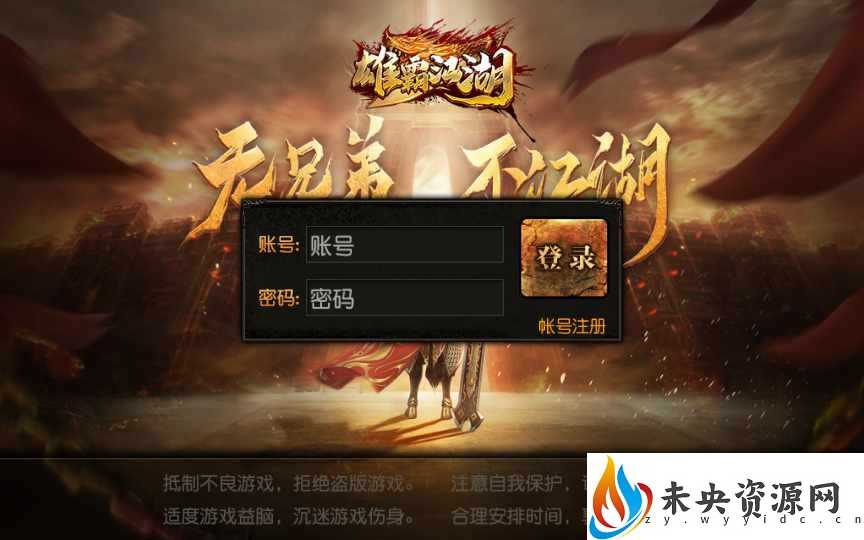 雄霸江湖
无兄弟 不江湖
账号: 账号
登录
密码: 密码
帐号注册
抵制不良游戏，拒绝盗版游戏。 注意自我保护，
适度游戏益脑，沉迷游戏伤身。 合理安排时间，
未央资源网
zy.wyyidc.cn